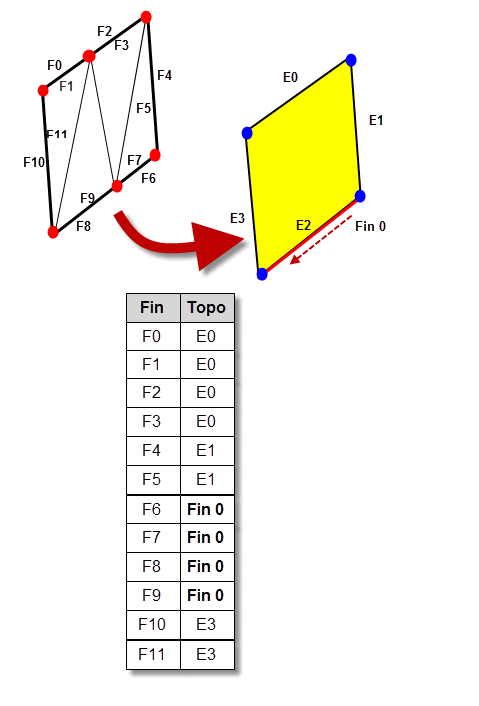 F2
F3
F0
F1
F4
F5
F11
F10
F7
F6
F9
F8
E0
E1
E3
E2
Fin 0
Fin Topo
F0 E0
F1 E0
F2 E0
F3 E0
F4 E1
F5 E1
F6 Fin 0
F7 Fin 0
F8 Fin 0
F9 Fin 0
F10 E3
F11 E3